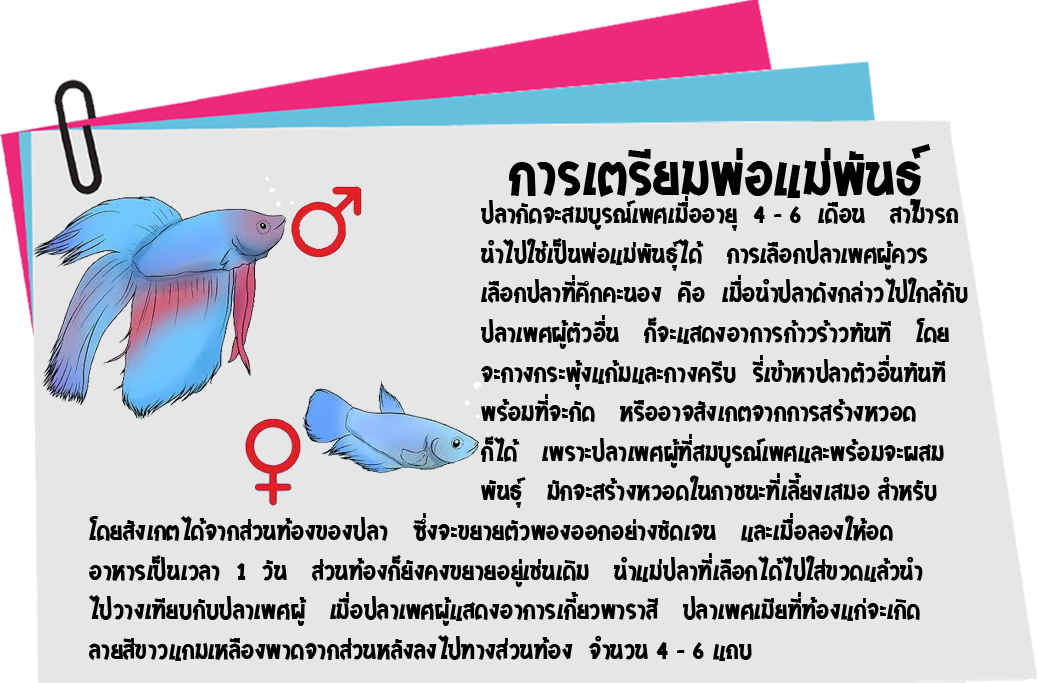 การเตรียมพ่อแม่พันธุ์
ปลากัดจะสมบูรณ์เพศเมื่ออายุ 4 - 6 เดือน สามารถ
นำไปใช้เป็นพ่อแม่พันธุ์ได้ การเลือกปลาเพศผู้ควร
เลือกปลาที่คึกคะนอง คือ เมื่อนำปลาดังกล่าวไปใกล้กับ
ปลาเพศผู้ตัวอื่น ก็จะแสดงอาการก้าวร้าวทันที โดย
จะกางกระพุ้งแก้มและกางครีบ รี่เข้าหาปลาตัวอื่นทันที
พร้อมที่จะกัด หรืออาจสังเกตจากการสร้างหวอด
ก็ได้ เพราะปลาเพศผู้ที่สมบูรณ์เพศและพร้อมจะผสม
พันธุ์ มักจะสร้างหวอดในภาชนะที่เลี้ยงเสมอ สำหรับ
โดยสังเกตได้จากส่วนท้องของปลา ซึ่งจะขยายตัวพองออกอย่างชัดเจน และเมื่อลองให้อด
อาหารเป็นเวลา 1 วัน ส่วนท้องก็ยังคงขยายอยู่เช่นเดิม นำแม่ปลาที่เลือกได้ไปใส่ขวดแล้วนำ
ไปวางเทียบกับปลาเพศผู้ เมื่อปลาเพศผู้แสดงอาการเกี้ยวพาราสี ปลาเพศเมียที่ท้องแก่จะเกิด
ลายสีขาวแกมเหลืองพาดจากส่วนหลังลงไปทางส่วนท้อง จำนวน 4 - 6 แถบ